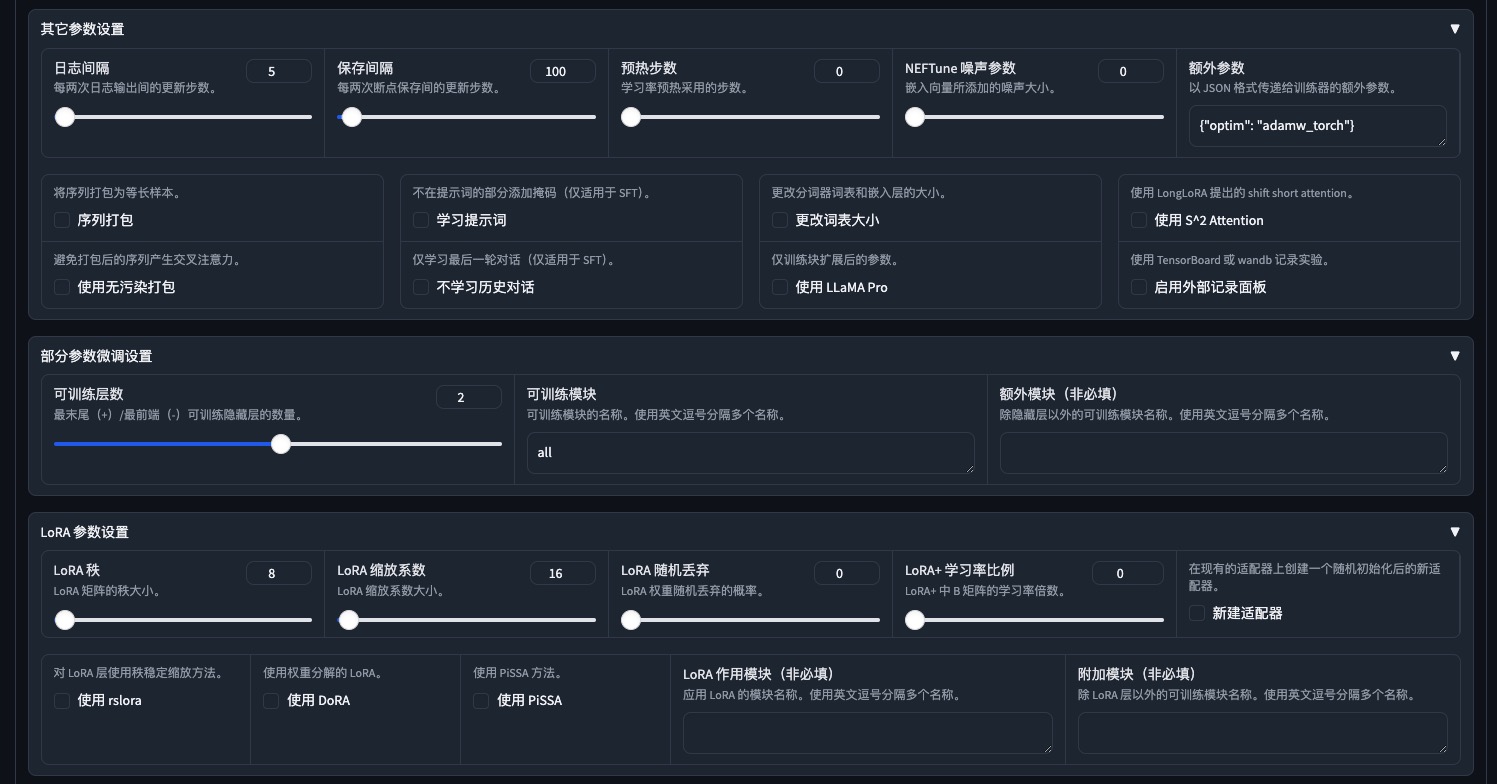 其它参数设置
▼
日志间隔
5
每两次日志输出间的更新步数。
保存间隔
100
每两次断点保存间的更新步数。
预热步数
0
学习率预热采用的步数。
NEFTune 噪声参数
0
嵌入向量所添加的噪声大小。
额外参数
以 JSON 格式传递给训练器的额外参数。
{"optim": "adamw_torch"}
将序列打包为等长样本。
序列打包
避免打包后的序列产生交叉注意力。
使用无污染打包
不在提示词的部分添加掩码（仅适用于 SFT）。
学习提示词
仅学习最后一轮对话（仅适用于 SFT）。
不学习历史对话
更改分词器词表和嵌入层的大小。
更改词表大小
仅训练块扩展后的参数。
使用 LLaMA Pro
使用 LongLoRA 提出的 shift short attention。
使用 S^2 Attention
使用 TensorBoard 或 wandb 记录实验。
启用外部记录面板
部分参数微调设置
▼
可训练层数
2
最末尾（+）/最前端（-）可训练隐藏层的数量。
可训练模块
可训练模块的名称。使用英文逗号分隔多个名称。
all
额外模块（非必填）
除隐藏层以外的可训练模块名称。使用英文逗号分隔多个名称。
LoRA 参数设置
▼
LoRA 秩
8
LoRA 矩阵的秩大小。
LoRA 缩放系数
16
LoRA 缩放系数大小。
LoRA 随机丢弃
0
LoRA 权重随机丢弃的概率。
LoRA+ 学习率比例
0
LoRA+ 中 B 矩阵的学习率倍数。
在现有的适配器上创建一个随机初始化后的新适
配器。
新建适配器
对 LoRA 层使用秩稳定缩放方法。
使用 rslora
使用权重分解的 LoRA。
使用 DoRA
使用 PiSSA 方法。
使用 PiSSA
LoRA 作用模块（非必填）
应用 LoRA 的模块名称。使用英文逗号分隔多个名称。
附加模块（非必填）
除 LoRA 层以外的可训练模块名称。使用英文逗号分隔多个名称。